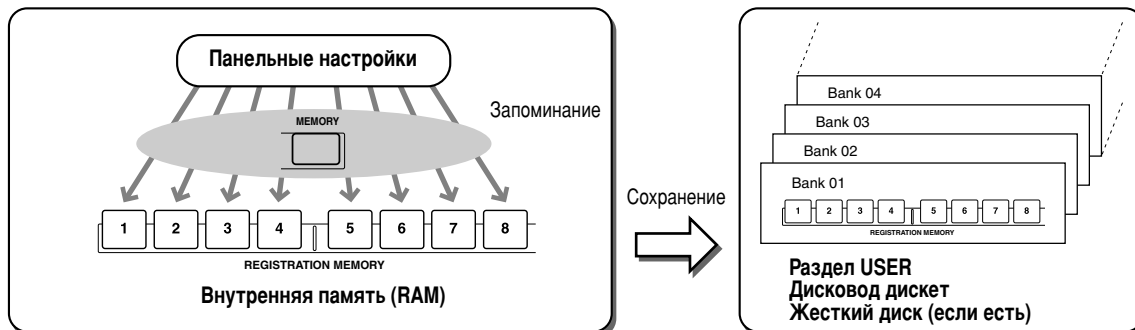 Панельные настройки
Запоминание
MEMORY
1 2 3 4 5 6 7 8
REGISTRATION MEMORY
Внутренняя память (RAM)
Сохранение
Bank 04
Bank 03
Bank 02
Bank 01
1 2 3 4 5 6 7 8
REGISTRATION MEMORY
Раздел USER
Дисковод дискет
Жесткий диск (если есть)